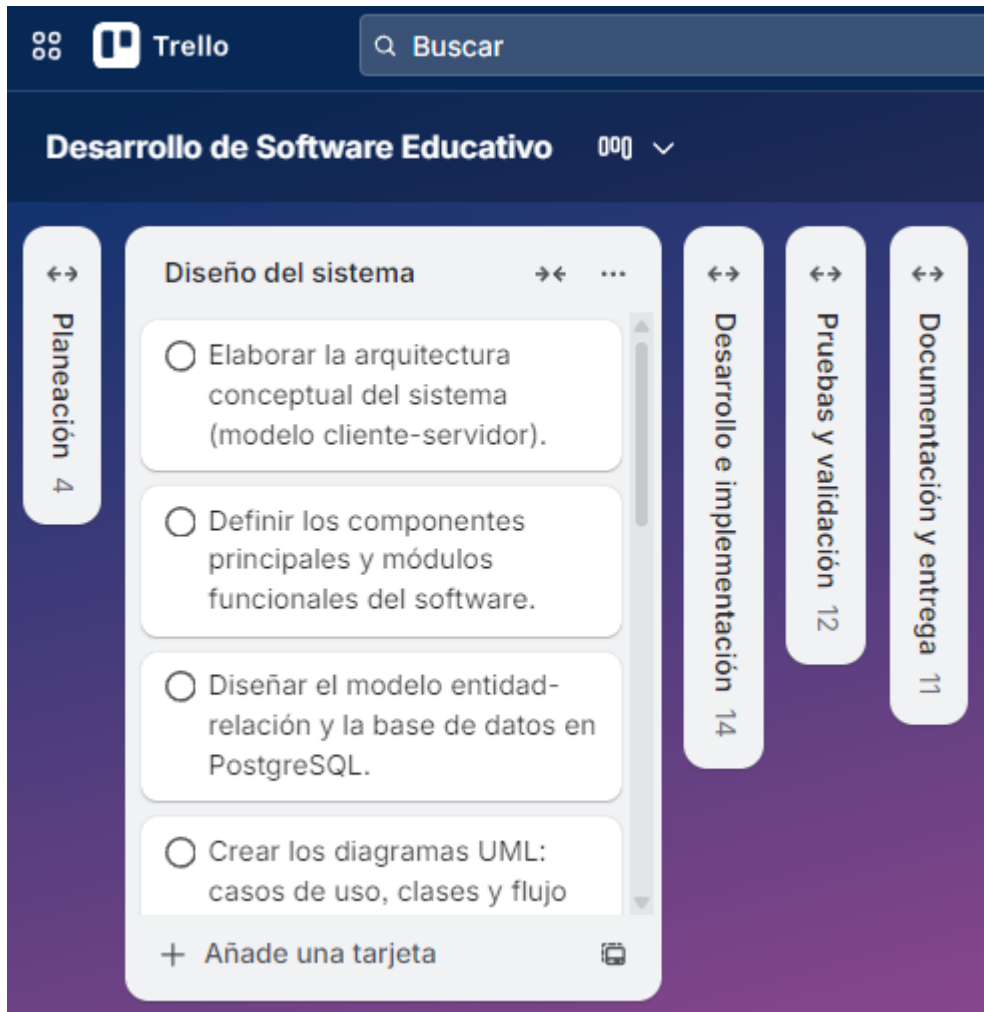 Trello
Buscar
Desarrollo de Software Educativo
Planeación 4
Diseño del sistema
Elaborar la arquitectura
conceptual del sistema
(modelo cliente-servidor).
Definir los componentes
principales y módulos
funcionales del software.
Diseñar el modelo entidad-
relación y la base de datos en
PostgreSQL.
Crear los diagramas UML:
casos de uso, clases y flujo
Añade una tarjeta
Desarrollo e implementación 14
Pruebas y validación 12
Documentación y entrega 11